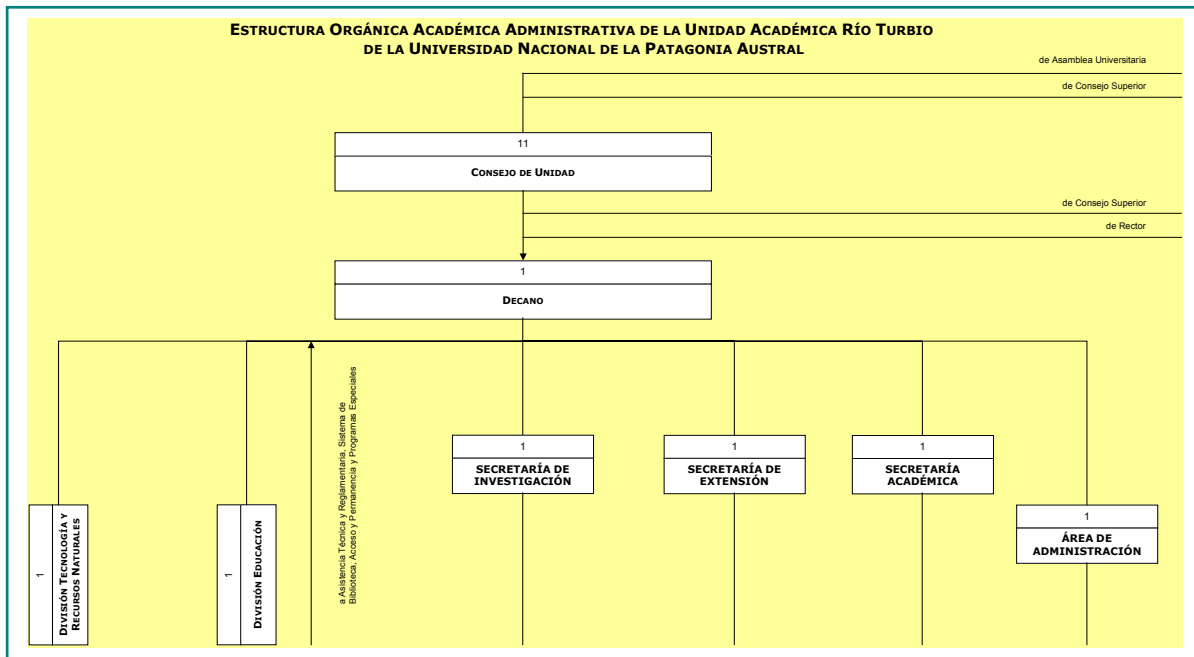 ESTRUCTURA ORGÁNICA ACADÉMICA ADMINISTRATIVA DE LA UNIDAD ACADÉMICA RÍO TURBIO
DE LA UNIVERSIDAD NACIONAL DE LA PATAGONIA AUSTRAL
de Asamblea Universitaria
de Consejo Superior
11
CONSEJO DE UNIDAD
de Consejo Superior
de Rector
1
DECANO
a Asistencia Técnica y Reglamentaria, Sistema de
Biblioteca, Acceso y Permanencia y Programas Especiales
1
SECRETARÍA DE
INVESTIGACIÓN
1
SECRETARÍA DE
EXTENSIÓN
1
SECRETARÍA
ACADÉMICA
1
DIVISIÓN TECNOLOGÍA Y
RECURSOS NATURALES
1
DIVISIÓN EDUCACIÓN
1
ÁREA DE
ADMINISTRACIÓN